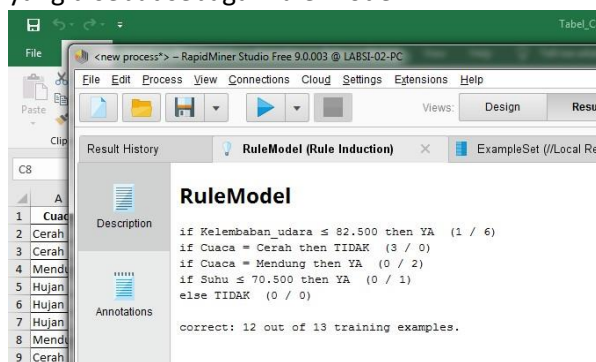 Tabel_C
File
<new process*> – RapidMiner Studio Free 9.0.003 @ LABSI-02-PC
File Edit Process View Connections Cloud Settings Extensions Help
Paste
Views: Design Resu
Clip
Result History RuleModel (Rule Induction) ExampleSet (//Local Re
C8
RuleModel
Description
if Kelembaban_udara ≤ 82.500 then YA (1 / 6)
if Cuaca = Cerah then TIDAK (3 / 0)
if Cuaca = Mendung then YA (0 / 2)
if Suhu ≤ 70.500 then YA (0 / 1)
else TIDAK (0 / 0)
correct: 12 out of 13 training examples.
Annotations
A
1 Cuac
2 Cerah
3 Cerah
4 Mendu
5 Hujan
6 Hujan
7 Hujan
8 Mendu
9 Cerah